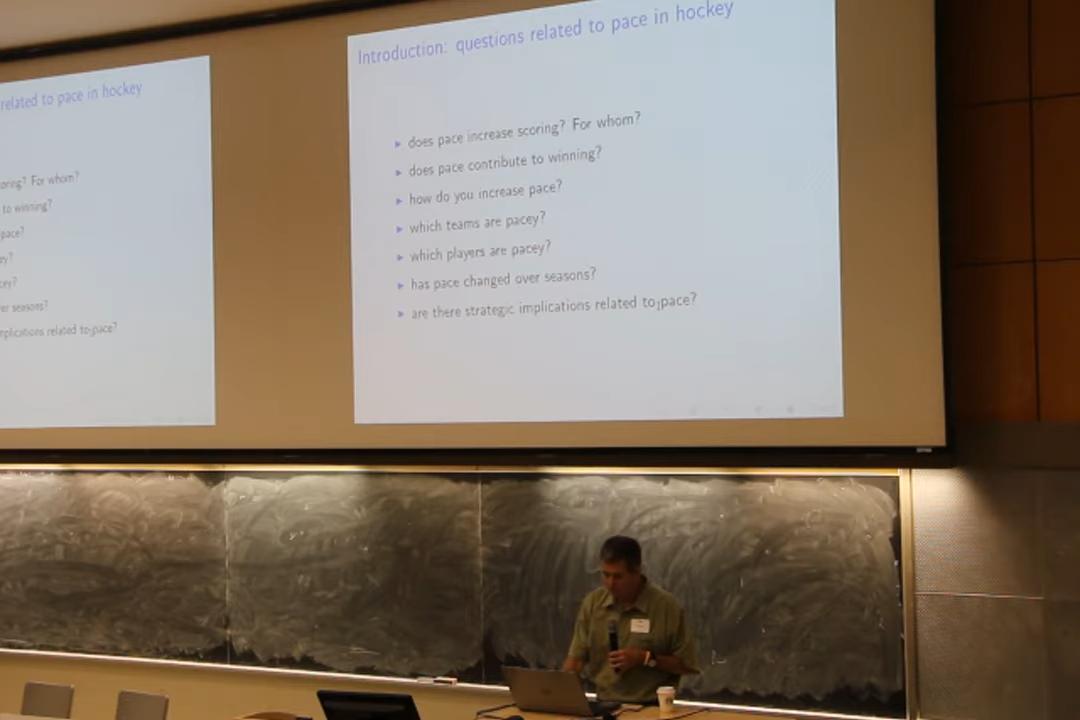 related to pace in hockey
oring? For whom?
to winning?
pace?
ey?
cey?
er seasons?
mplications related to pace?
Introduction: questions related to pace in hockey
does pace increase scoring? For whom?
does pace contribute to winning?
how do you increase pace?
which teams are pacey?
which players are pacey?
has pace changed over seasons?
are there strategic implications related to pace?